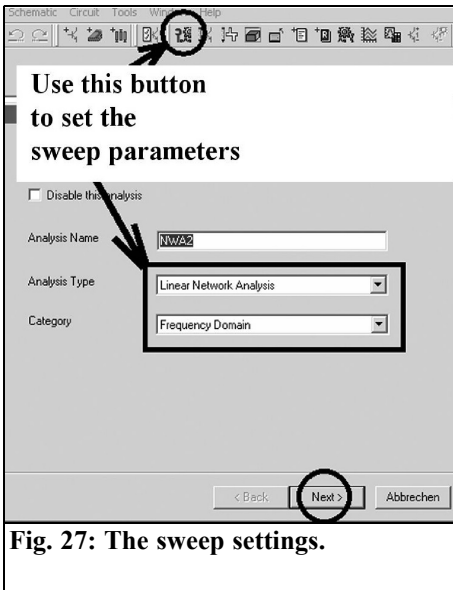 Schematic Circuit Tools Window Help
Use this button
to set the
sweep parameters
Disable this analysis
Analysis Name NWA2
Analysis Type Linear Network Analysis
Category Frequency Domain
< Back Next > Abbrechen
Fig. 27: The sweep settings.